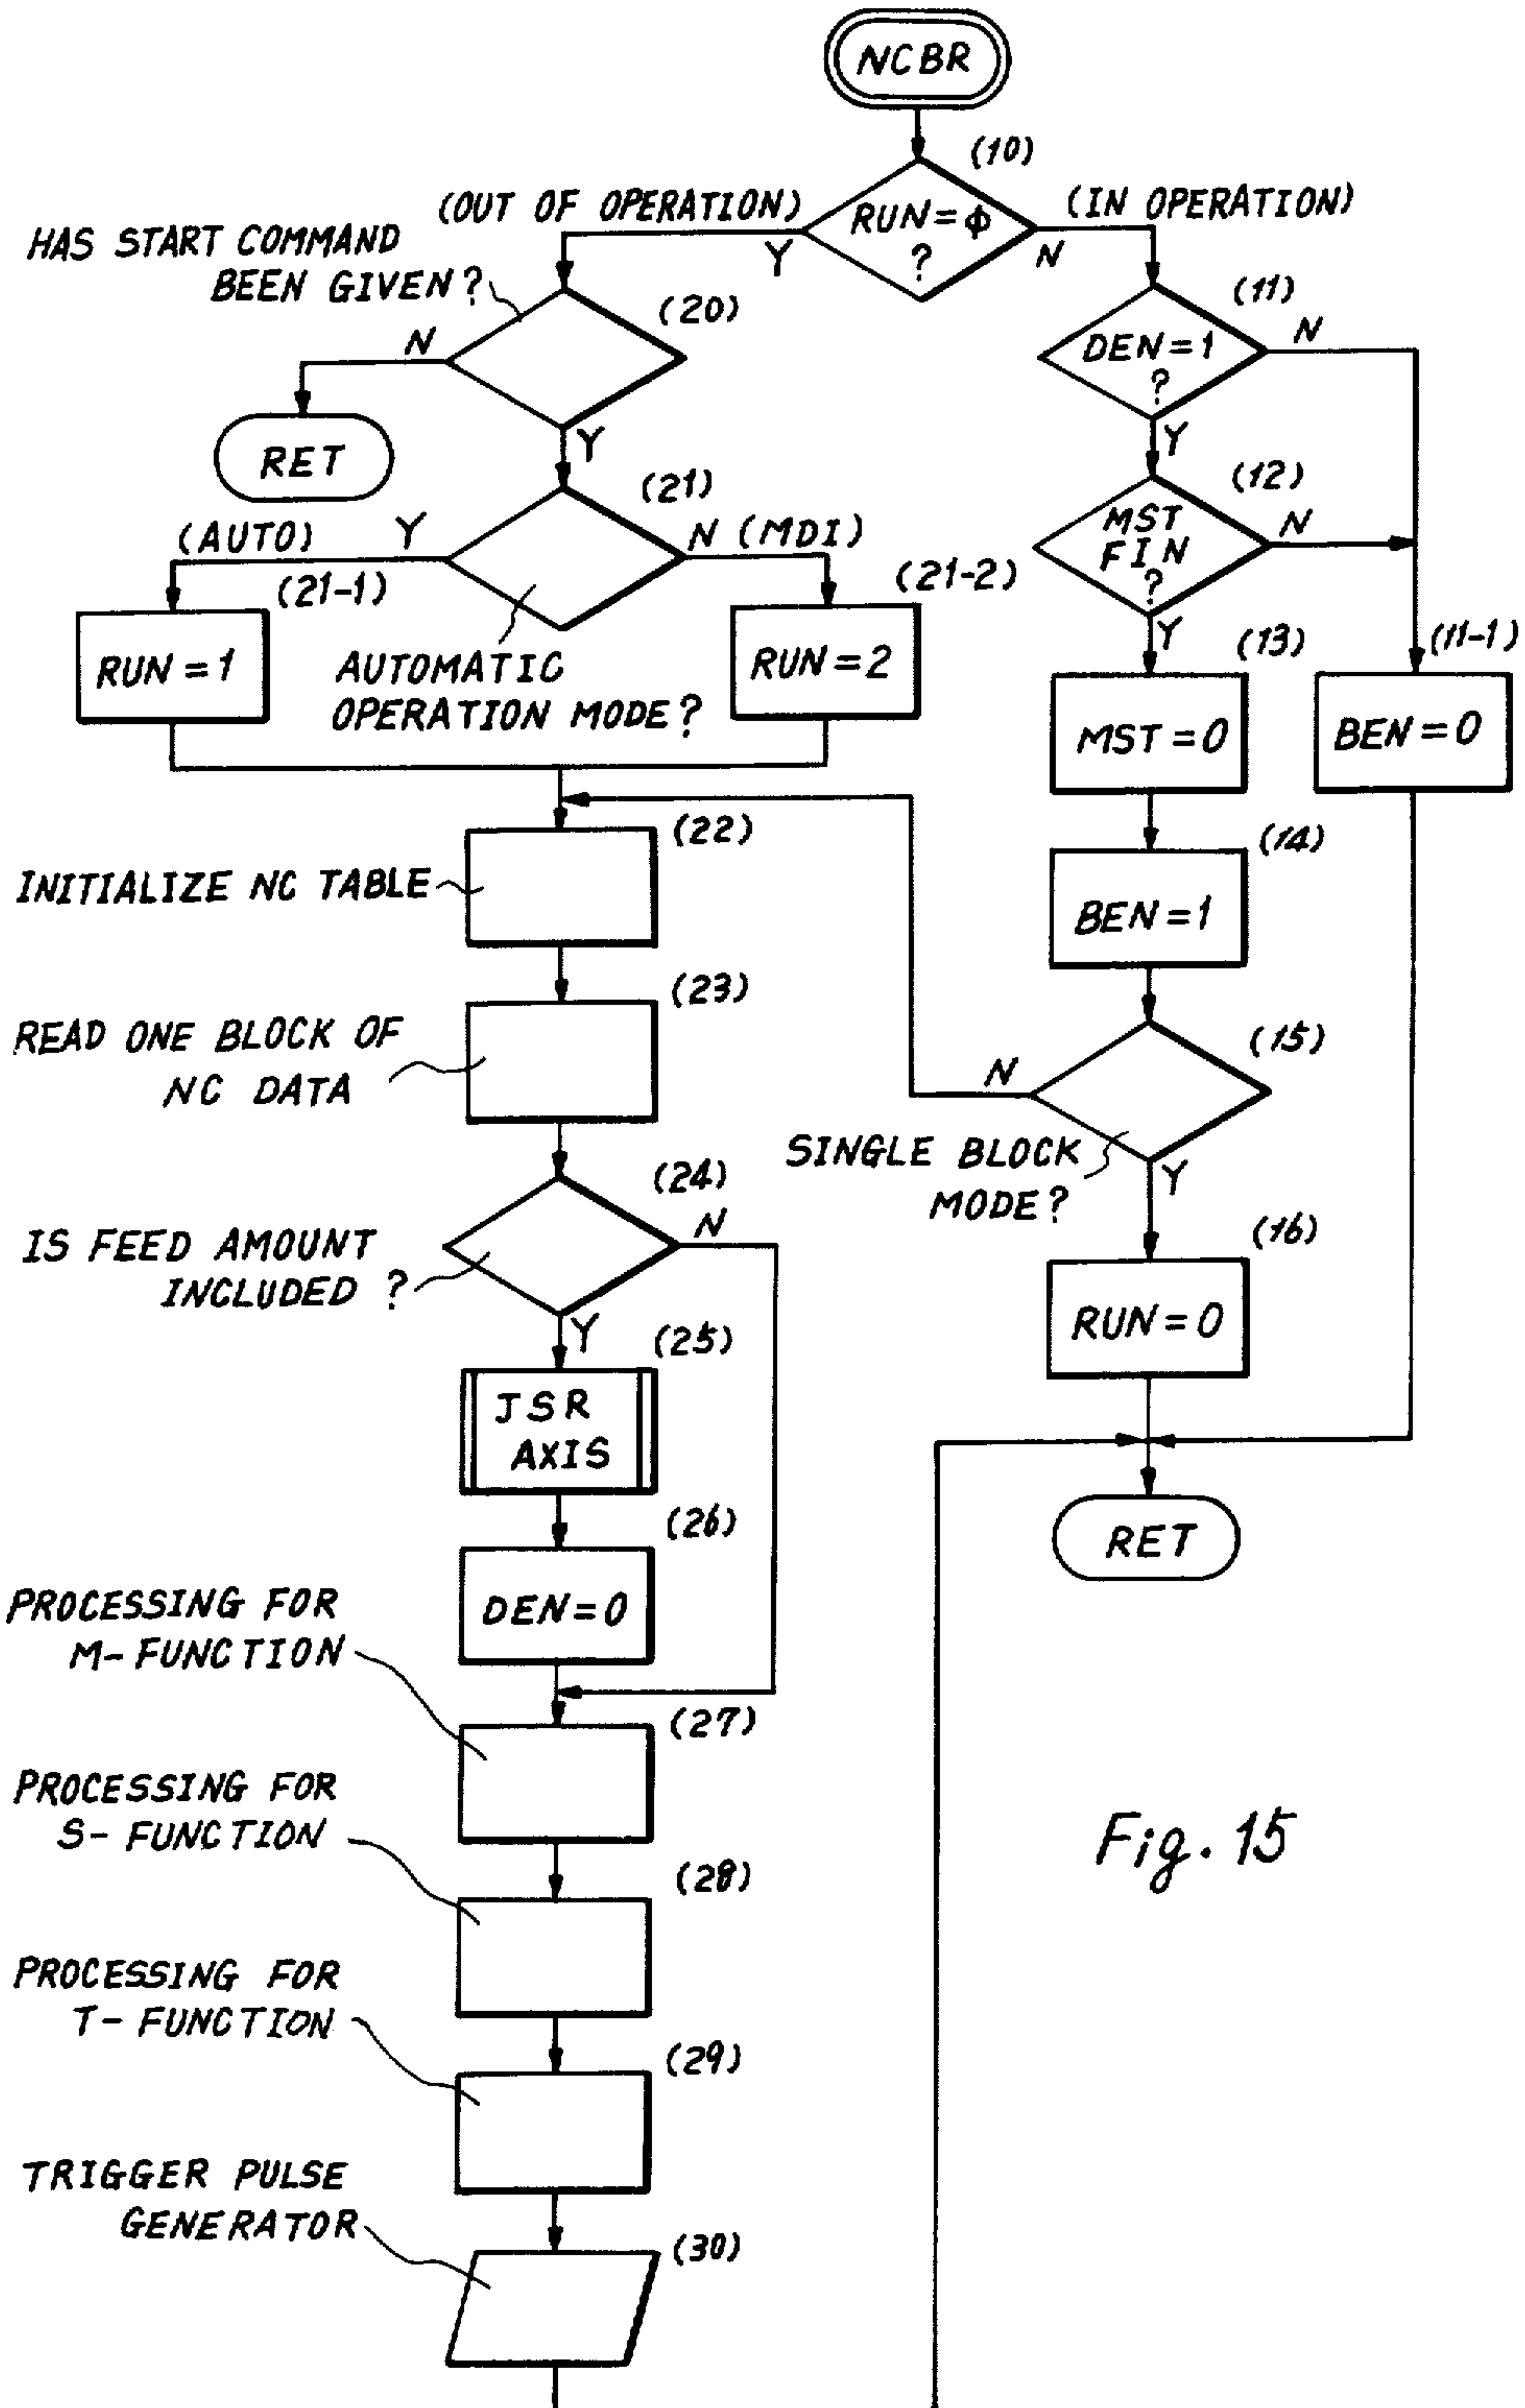 NCBR
(10)
(OUT OF OPERATION)
(IN OPERATION)
RUN=ϕ
?
Y
N
HAS START COMMAND
BEEN GIVEN?
(20)
N
Y
RET
(11)
DEN=1
?
N
Y
(21)
(AUTO)
Y
N (MDI)
(12)
MST
FIN
?
N
Y
(21-1)
RUN=1
AUTOMATIC
OPERATION MODE?
(21-2)
RUN=2
(13)
MST=0
(11-1)
BEN=0
(22)
INITIALIZE NC TABLE
(14)
BEN=1
(23)
READ ONE BLOCK OF
NC DATA
(15)
N
SINGLE BLOCK
MODE?
Y
(24)
N
IS FEED AMOUNT
INCLUDED ?
Y
(16)
RUN=0
(25)
JSR
AXIS
(26)
DEN=0
RET
PROCESSING FOR
M-FUNCTION
(27)
PROCESSING FOR
S-FUNCTION
(28)
Fig. 15
PROCESSING FOR
T-FUNCTION
(29)
TRIGGER PULSE
GENERATOR
(30)